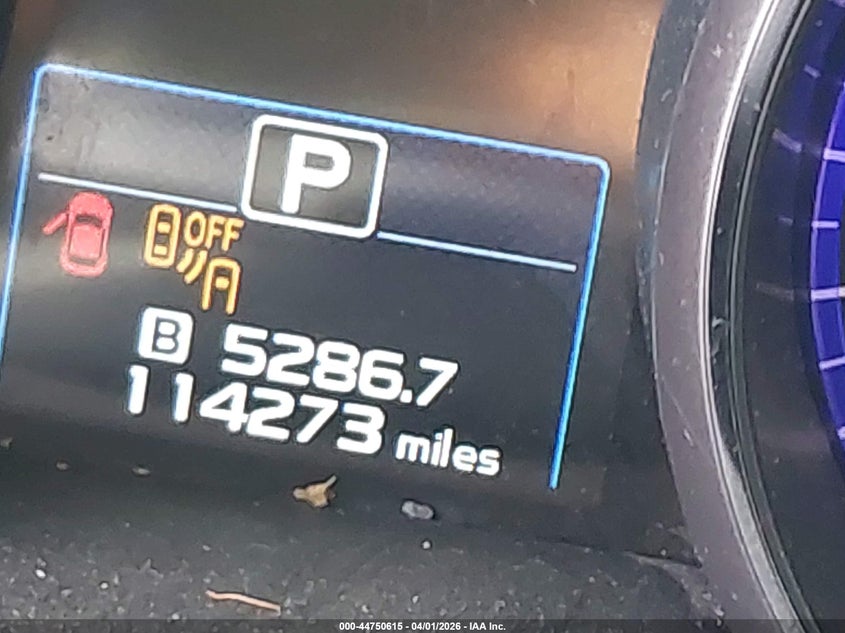 P
OFF
B 5286.7
114273 miles
000-44750615 - 04/01/2026 - IAA Inc.